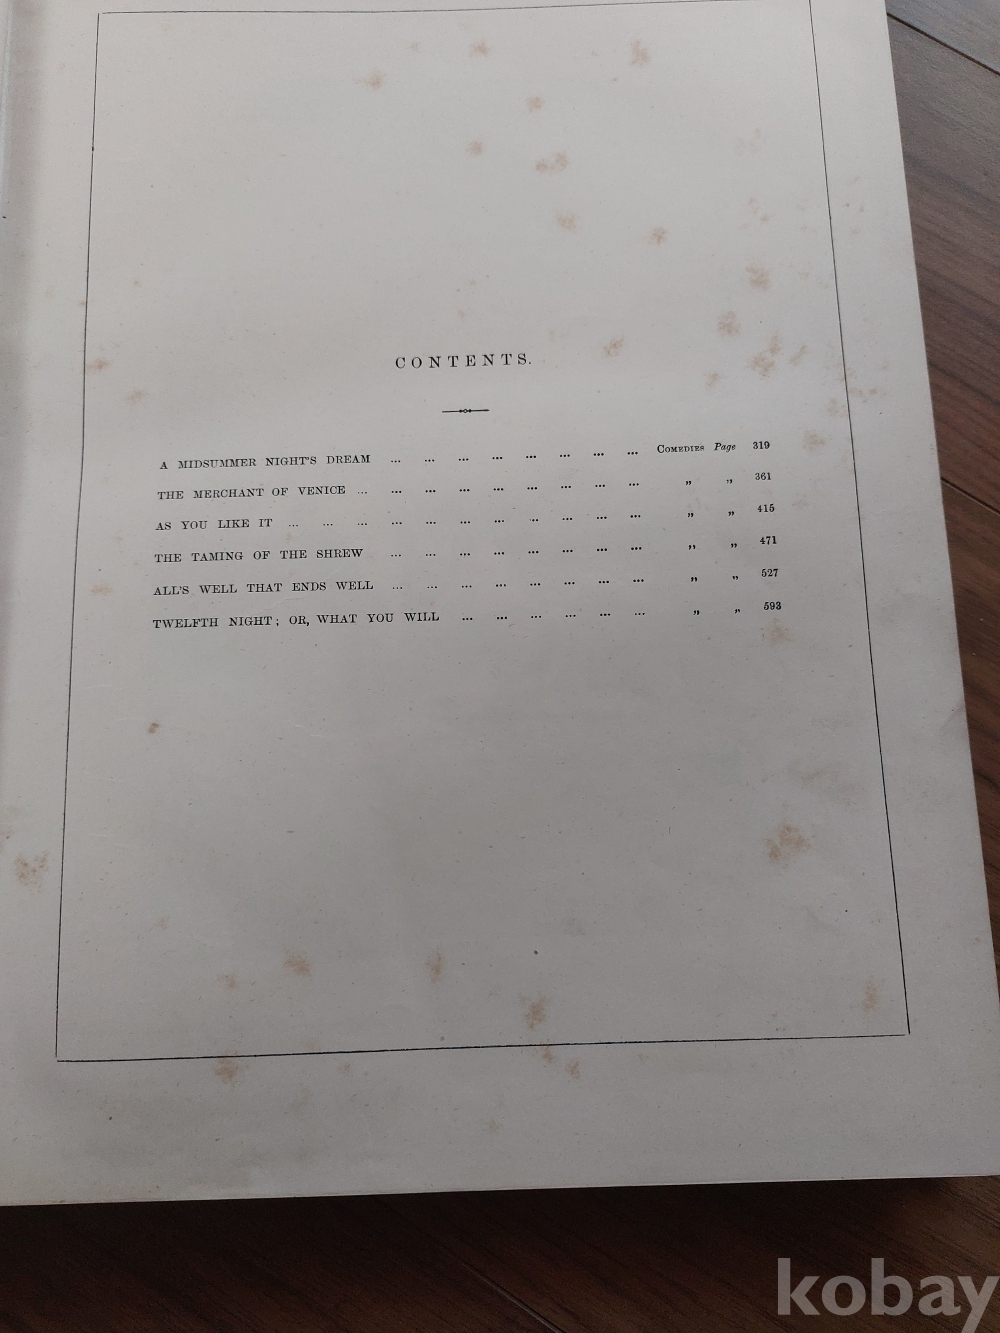 CONTENTS.
A MIDSUMMER NIGHT'S DREAM ... ... ... ... ... ... ... ... COMEDIES Page 319
THE MERCHANT OF VENICE ... ... ... ... ... ... ... ... ... „ „ 361
AS YOU LIKE IT ... ... ... ... ... ... ... ... ... ... ... „ „ 415
THE TAMING OF THE SHREW ... ... ... ... ... ... ... ... „ „ 471
ALL'S WELL THAT ENDS WELL ... ... ... ... ... ... ... ... „ „ 527
TWELFTH NIGHT; OR, WHAT YOU WILL ... ... ... ... ... ... „ „ 593
kobay